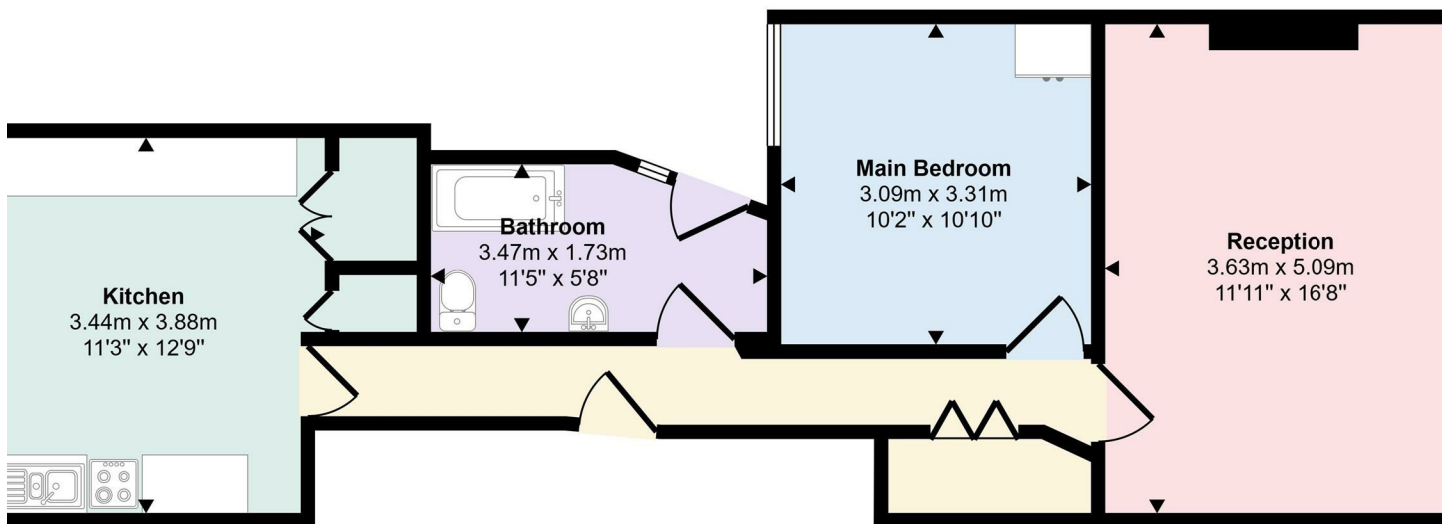 Kitchen
3.44m x 3.88m
11'3" x 12'9"
Bathroom
3.47m x 1.73m
11'5" x 5'8"
Main Bedroom
3.09m x 3.31m
10'2" x 10'10"
Reception
3.63m x 5.09m
11'11" x 16'8"